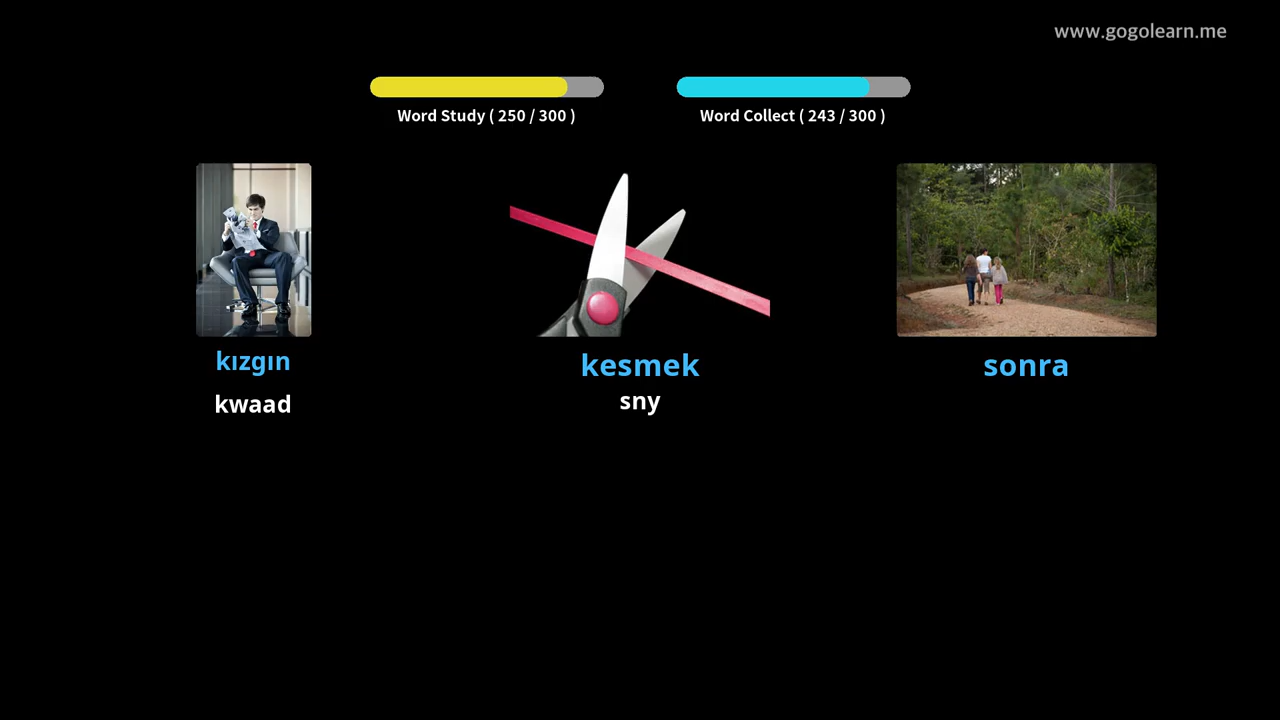 www.gogolearn.me
Word Study ( 250 / 300 )
Word Collect ( 243 / 300 )
kızgın
kesmek
sonra
kwaad
sny